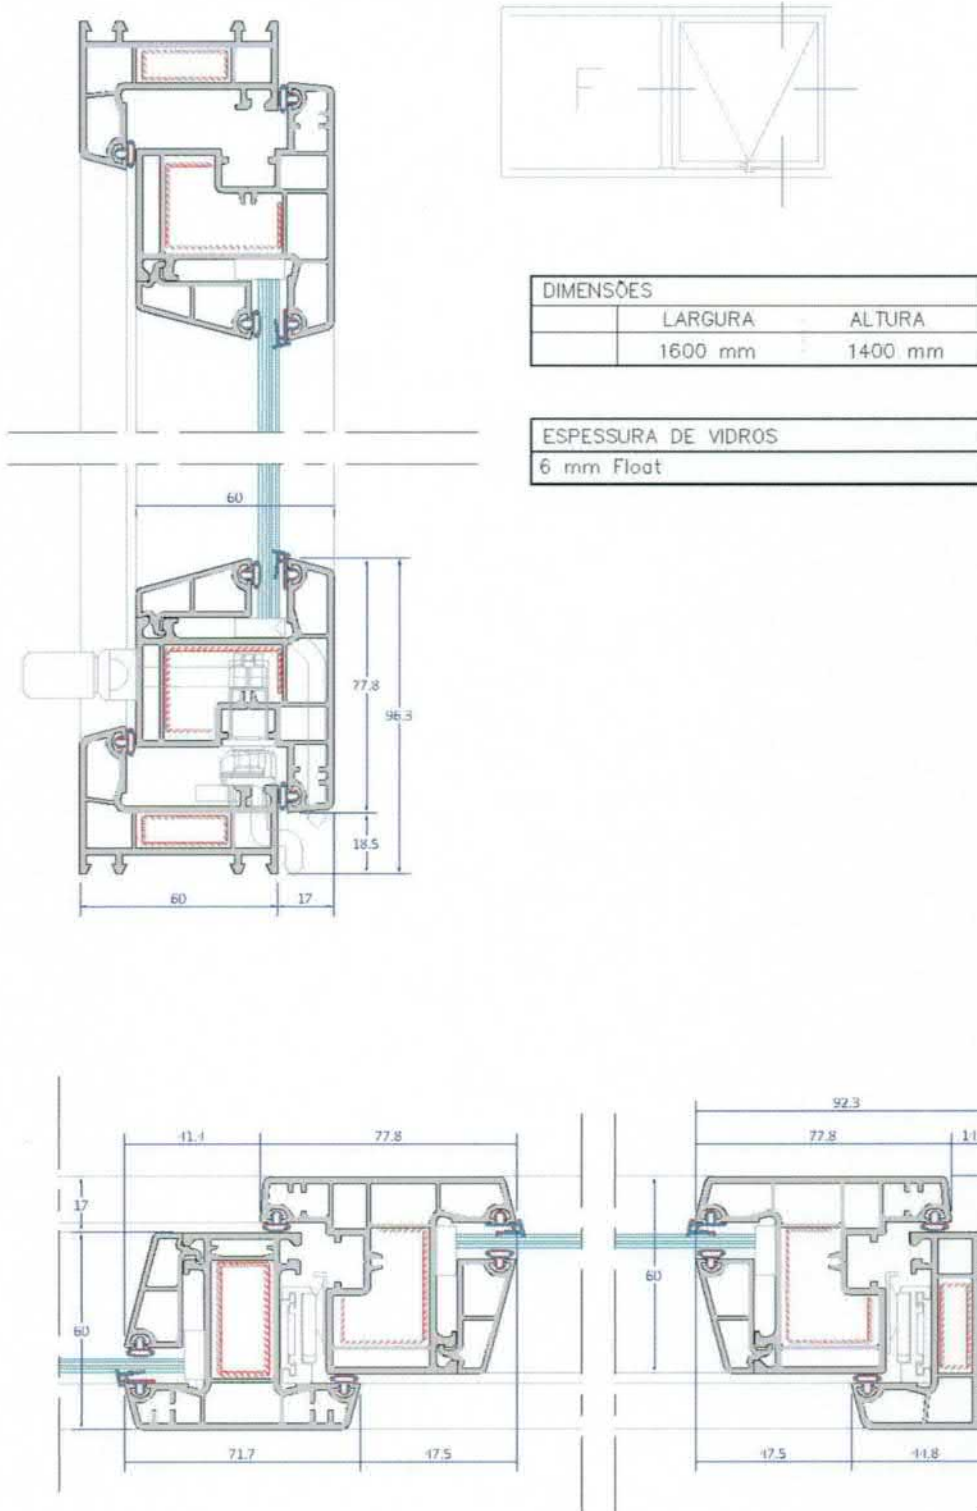 F
DIMENSÕES
LARGURA ALTURA
1600 mm 1400 mm
ESPESSURA DE VIDROS
6 mm Float
60
77.8
96.3
18.5
60 17
92.3
41.4 77.8 77.8
17
60
60
71.7 47.5 47.5 44.8